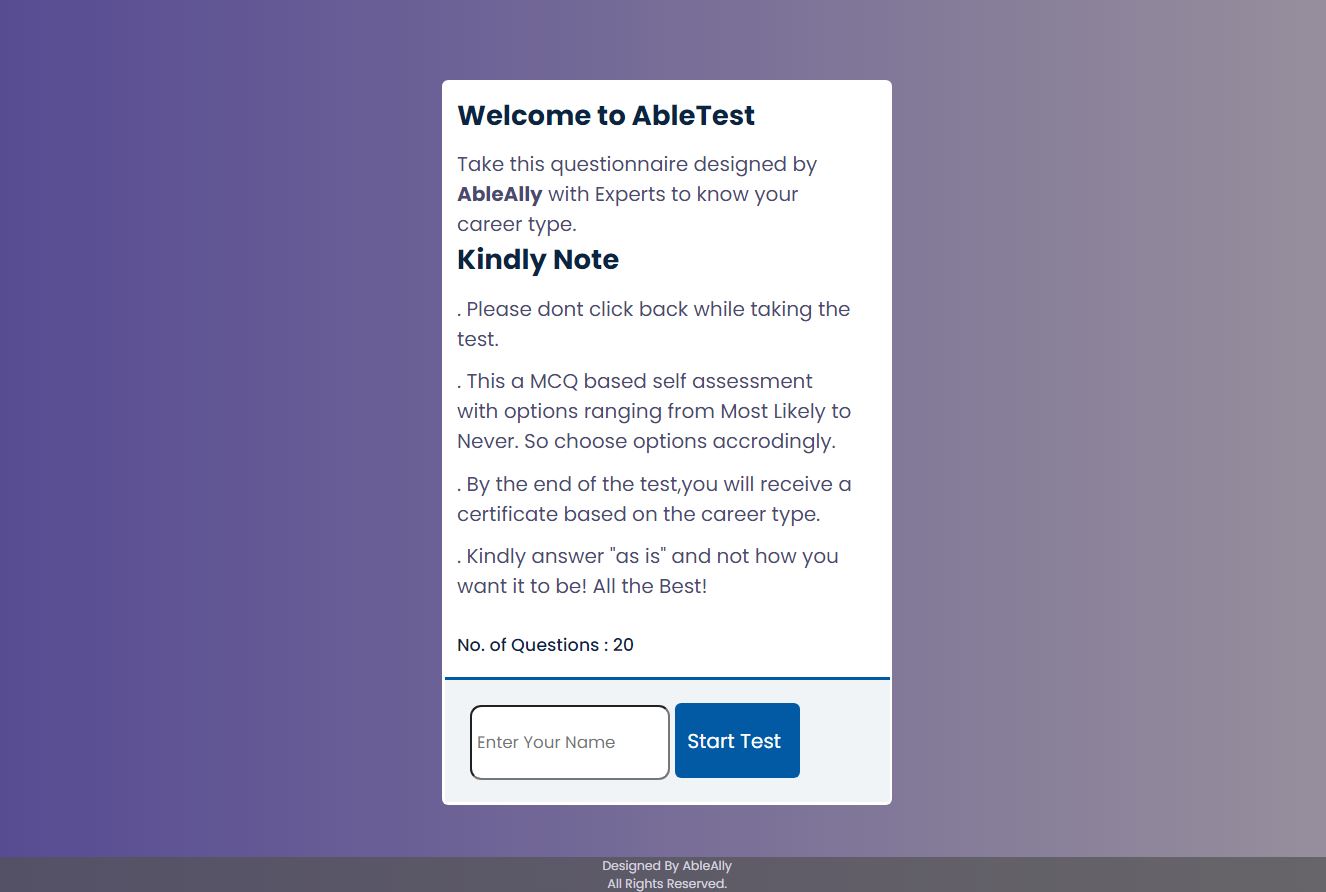 Welcome to AbleTest
Take this questionnaire designed by
AbleAlly with Experts to know your
career type.
Kindly Note
. Please dont click back while taking the
test.
. This a MCQ based self assessment
with options ranging from Most Likely to
Never. So choose options accrodingly.
. By the end of the test,you will receive a
certificate based on the career type.
. Kindly answer "as is" and not how you
want it to be! All the Best!
No. of Questions : 20
Enter Your Name
Start Test
Designed By AbleAlly
All Rights Reserved.